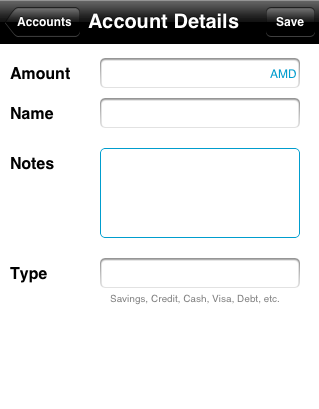 Accounts Account Details Save
Amount AMD
Name
Notes
Type
Savings, Credit, Cash, Visa, Debt, etc.